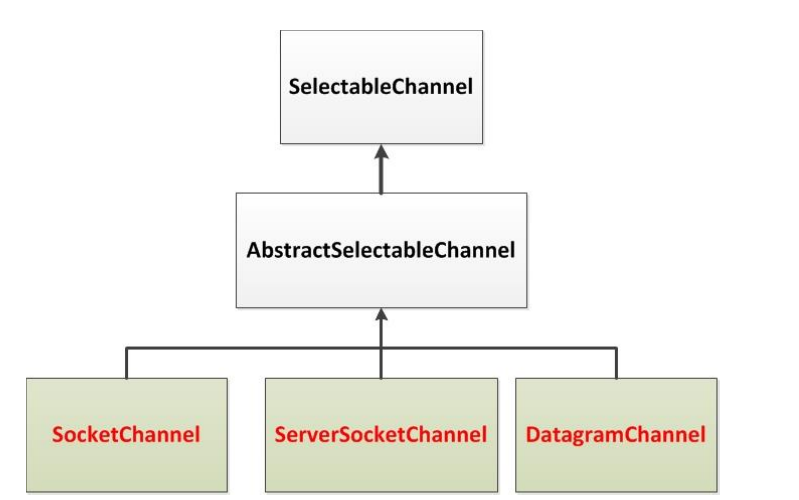 SelectableChannel
AbstractSelectableChannel
SocketChannel
ServerSocketChannel
DatagramChannel